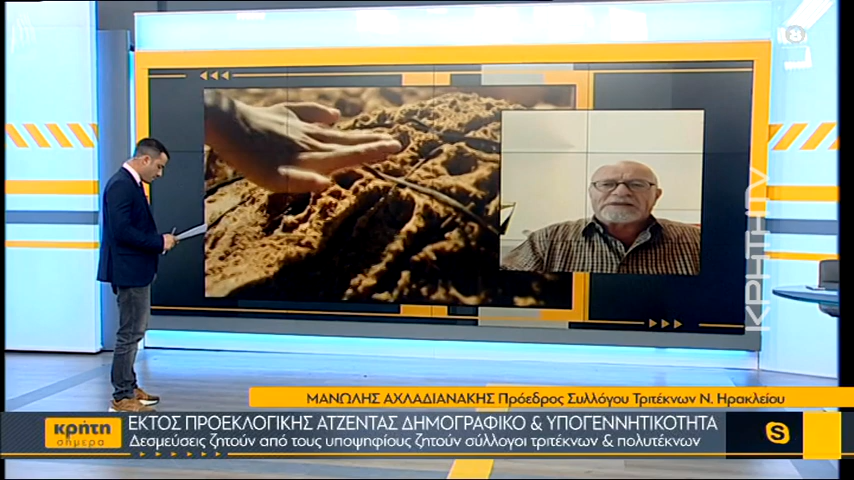 ΚΡΗΤΗ TV
ΜΑΝΩΛΗΣ ΑΧΛΑΔΙΑΝΑΚΗΣ Πρόεδρος Συλλόγου Τριτέκνων Ν. Ηρακλείου
κρήτη
σήμερα
ΕΚΤΟΣ ΠΡΟΕΚΛΟΓΙΚΗΣ ΑΤΖΕΝΤΑΣ ΔΗΜΟΓΡΑΦΙΚΟ & ΥΠΟΓΕΝΝΗΤΙΚΟΤΗΤΑ
Δεσμεύσεις ζητούν από τους υποψηφίους ζητούν σύλλογοι τριτέκνων & πολυτέκνων